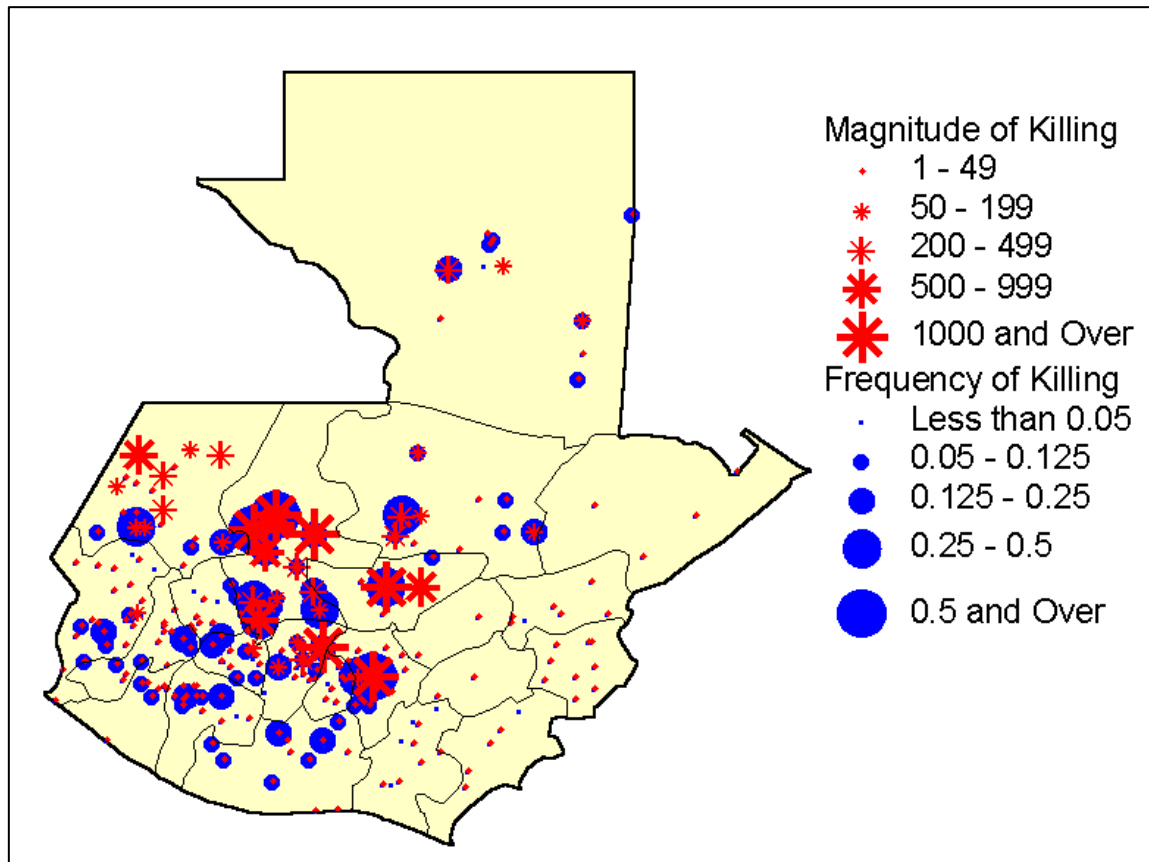 Magnitude of Killing
1 - 49
50 - 199
200 - 499
500 - 999
1000 and Over
Frequency of Killing
Less than 0.05
0.05 - 0.125
0.125 - 0.25
0.25 - 0.5
0.5 and Over